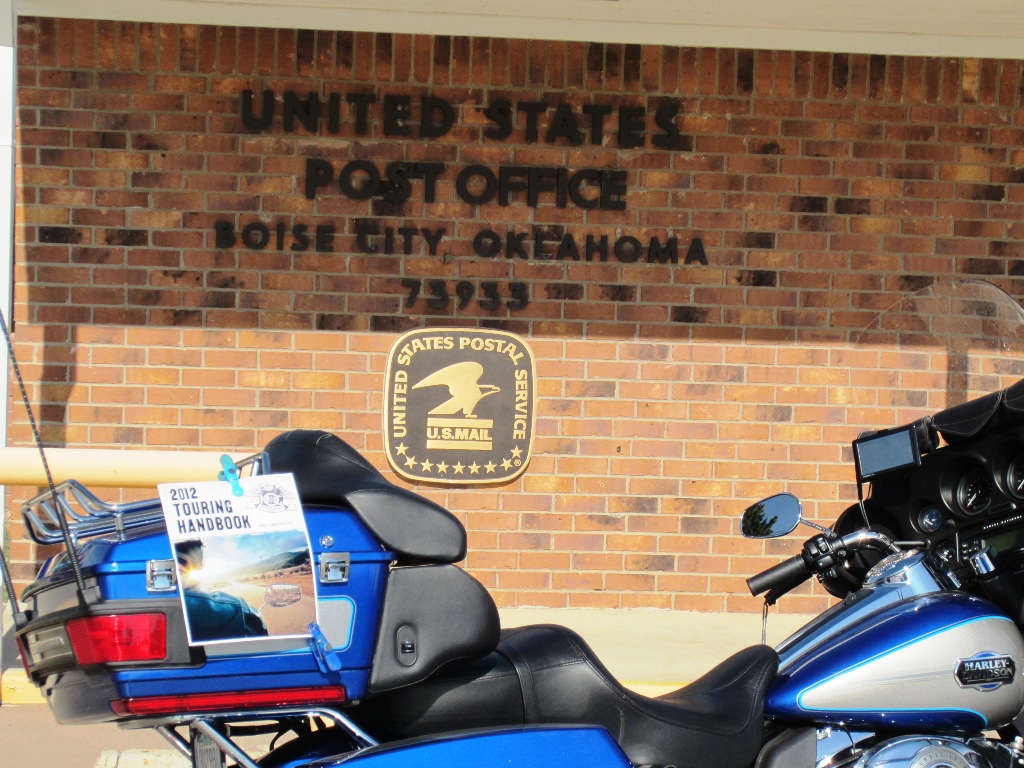 UNITED STATES
POST OFFICE
BOISE CITY, OKLAHOMA
73933
UNITED STATES POSTAL SERVICE
U.S.MAIL
®
2012
TOURING
HANDBOOK
HARLEY-
DAVIDSON